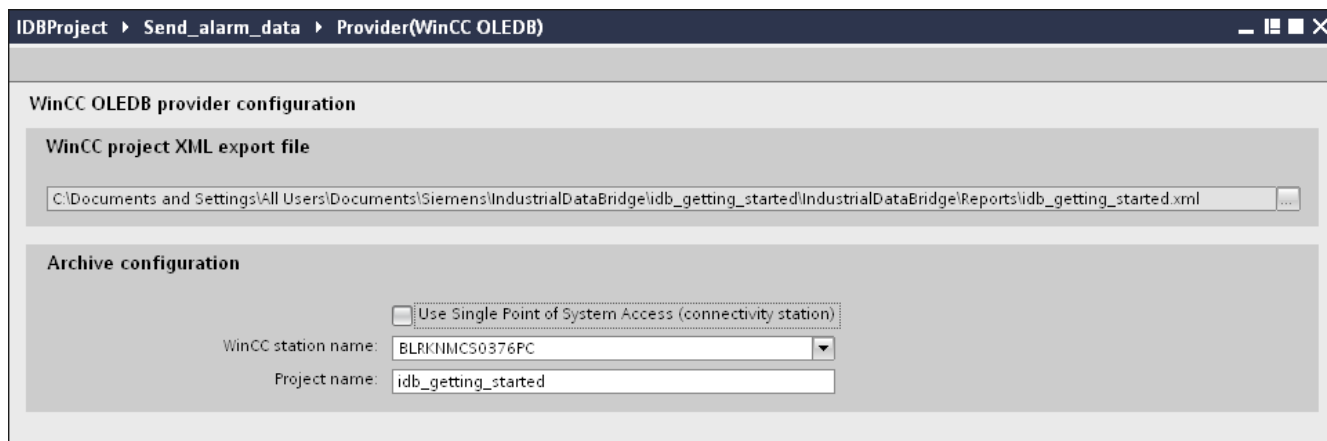 IDBProject ▸ Send_alarm_data ▸ Provider(WinCC OLEDB)
WinCC OLEDB provider configuration
WinCC project XML export file
C:\Documents and Settings\All Users\Documents\Siemens\IndustrialDataBridge\idb_getting_started\IndustrialDataBridge\Reports\idb_getting_started.xml ...
Archive configuration
Use Single Point of System Access (connectivity station)
WinCC station name: BLRKNMCS0376PC
Project name: idb_getting_started